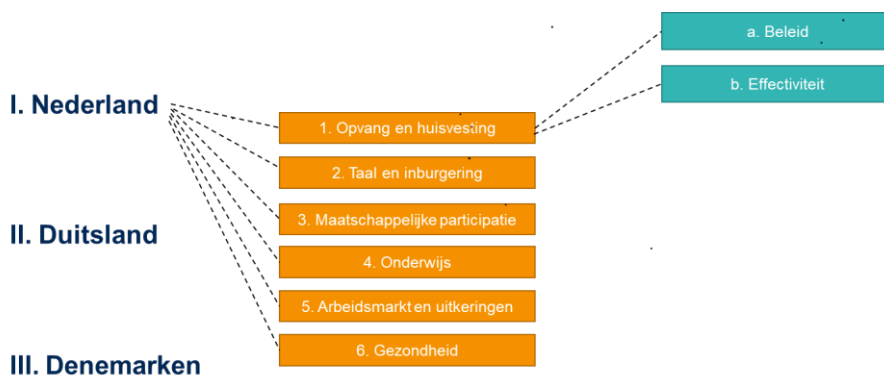 a. Beleid
b. Effectiviteit
I. Nederland
1. Opvang en huisvesting
2. Taal en inburgering
3. Maatschappelijke participatie
II. Duitsland
4. Onderwijs
5. Arbeidsmarkt en uitkeringen
6. Gezondheid
III. Denemarken